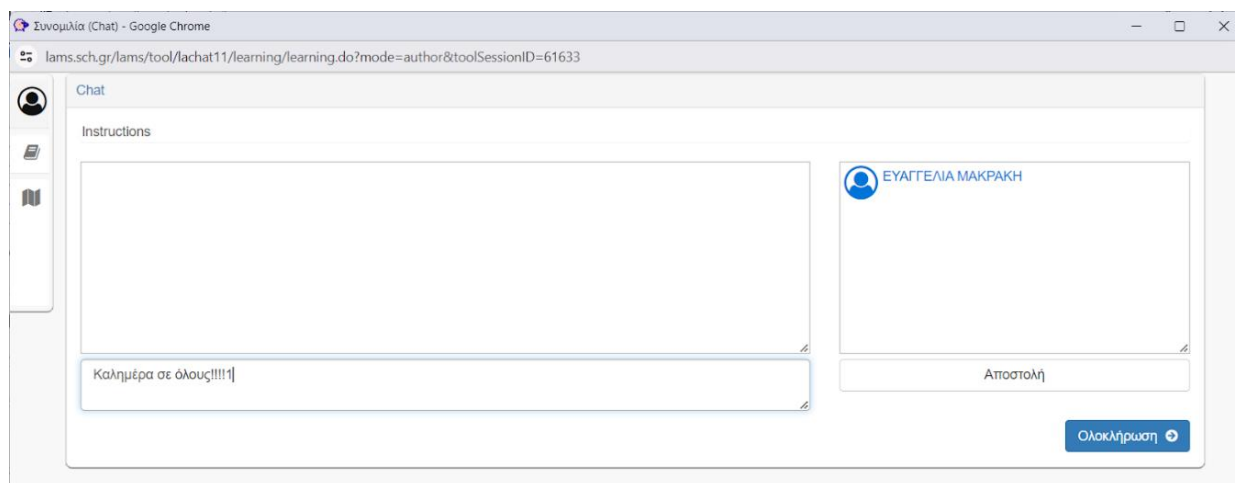 Συνομιλία (Chat) - Google Chrome
lams.sch.gr/lams/tool/lachat11/learning/learning.do?mode=author&toolSessionID=61633
Chat
Instructions
ΕΥΑΓΓΕΛΙΑ ΜΑΚΡΑΚΗ
Καλημέρα σε όλους!!!!1
Αποστολή
Ολοκλήρωση